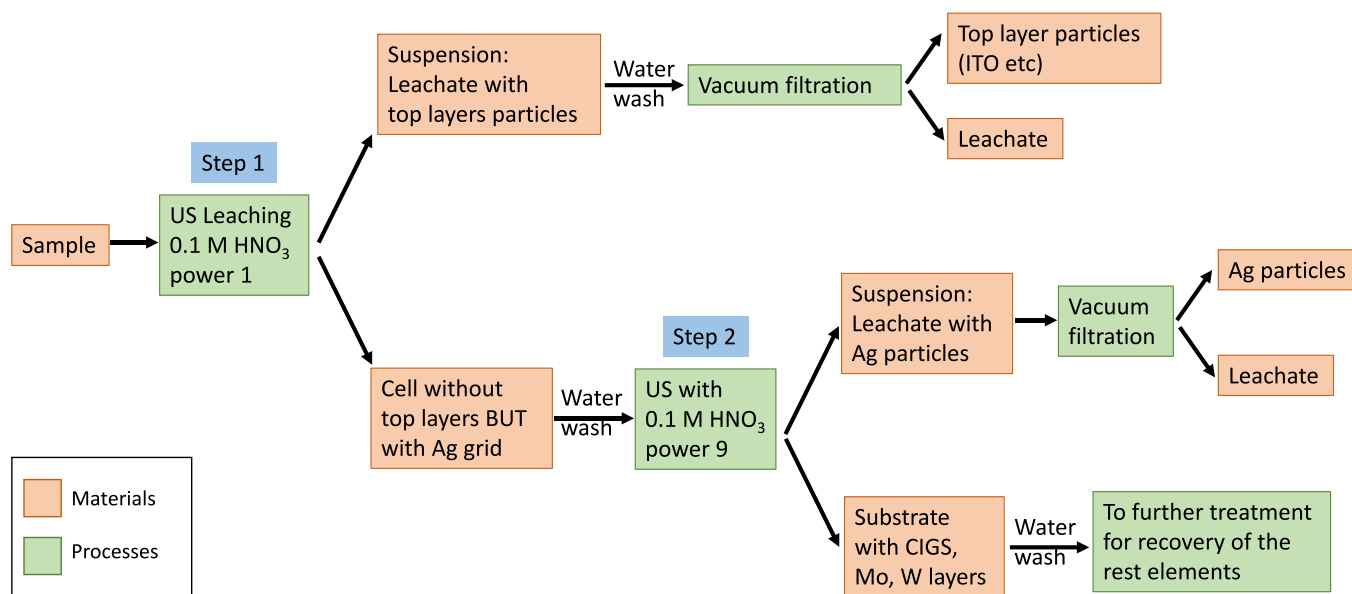 Suspension:
Leachate with
top layers particles
Water
wash
Vacuum filtration
Top layer particles
(ITO etc)
Leachate
Step 1
US Leaching
0.1 M HNO₃
power 1
Sample
Cell without
top layers BUT
with Ag grid
Water
wash
Step 2
US with
0.1 M HNO₃
power 9
Suspension:
Leachate with
Ag particles
Vacuum
filtration
Ag particles
Leachate
Substrate
with CIGS,
Mo, W layers
Water
wash
To further treatment
for recovery of the
rest elements
Materials
Processes